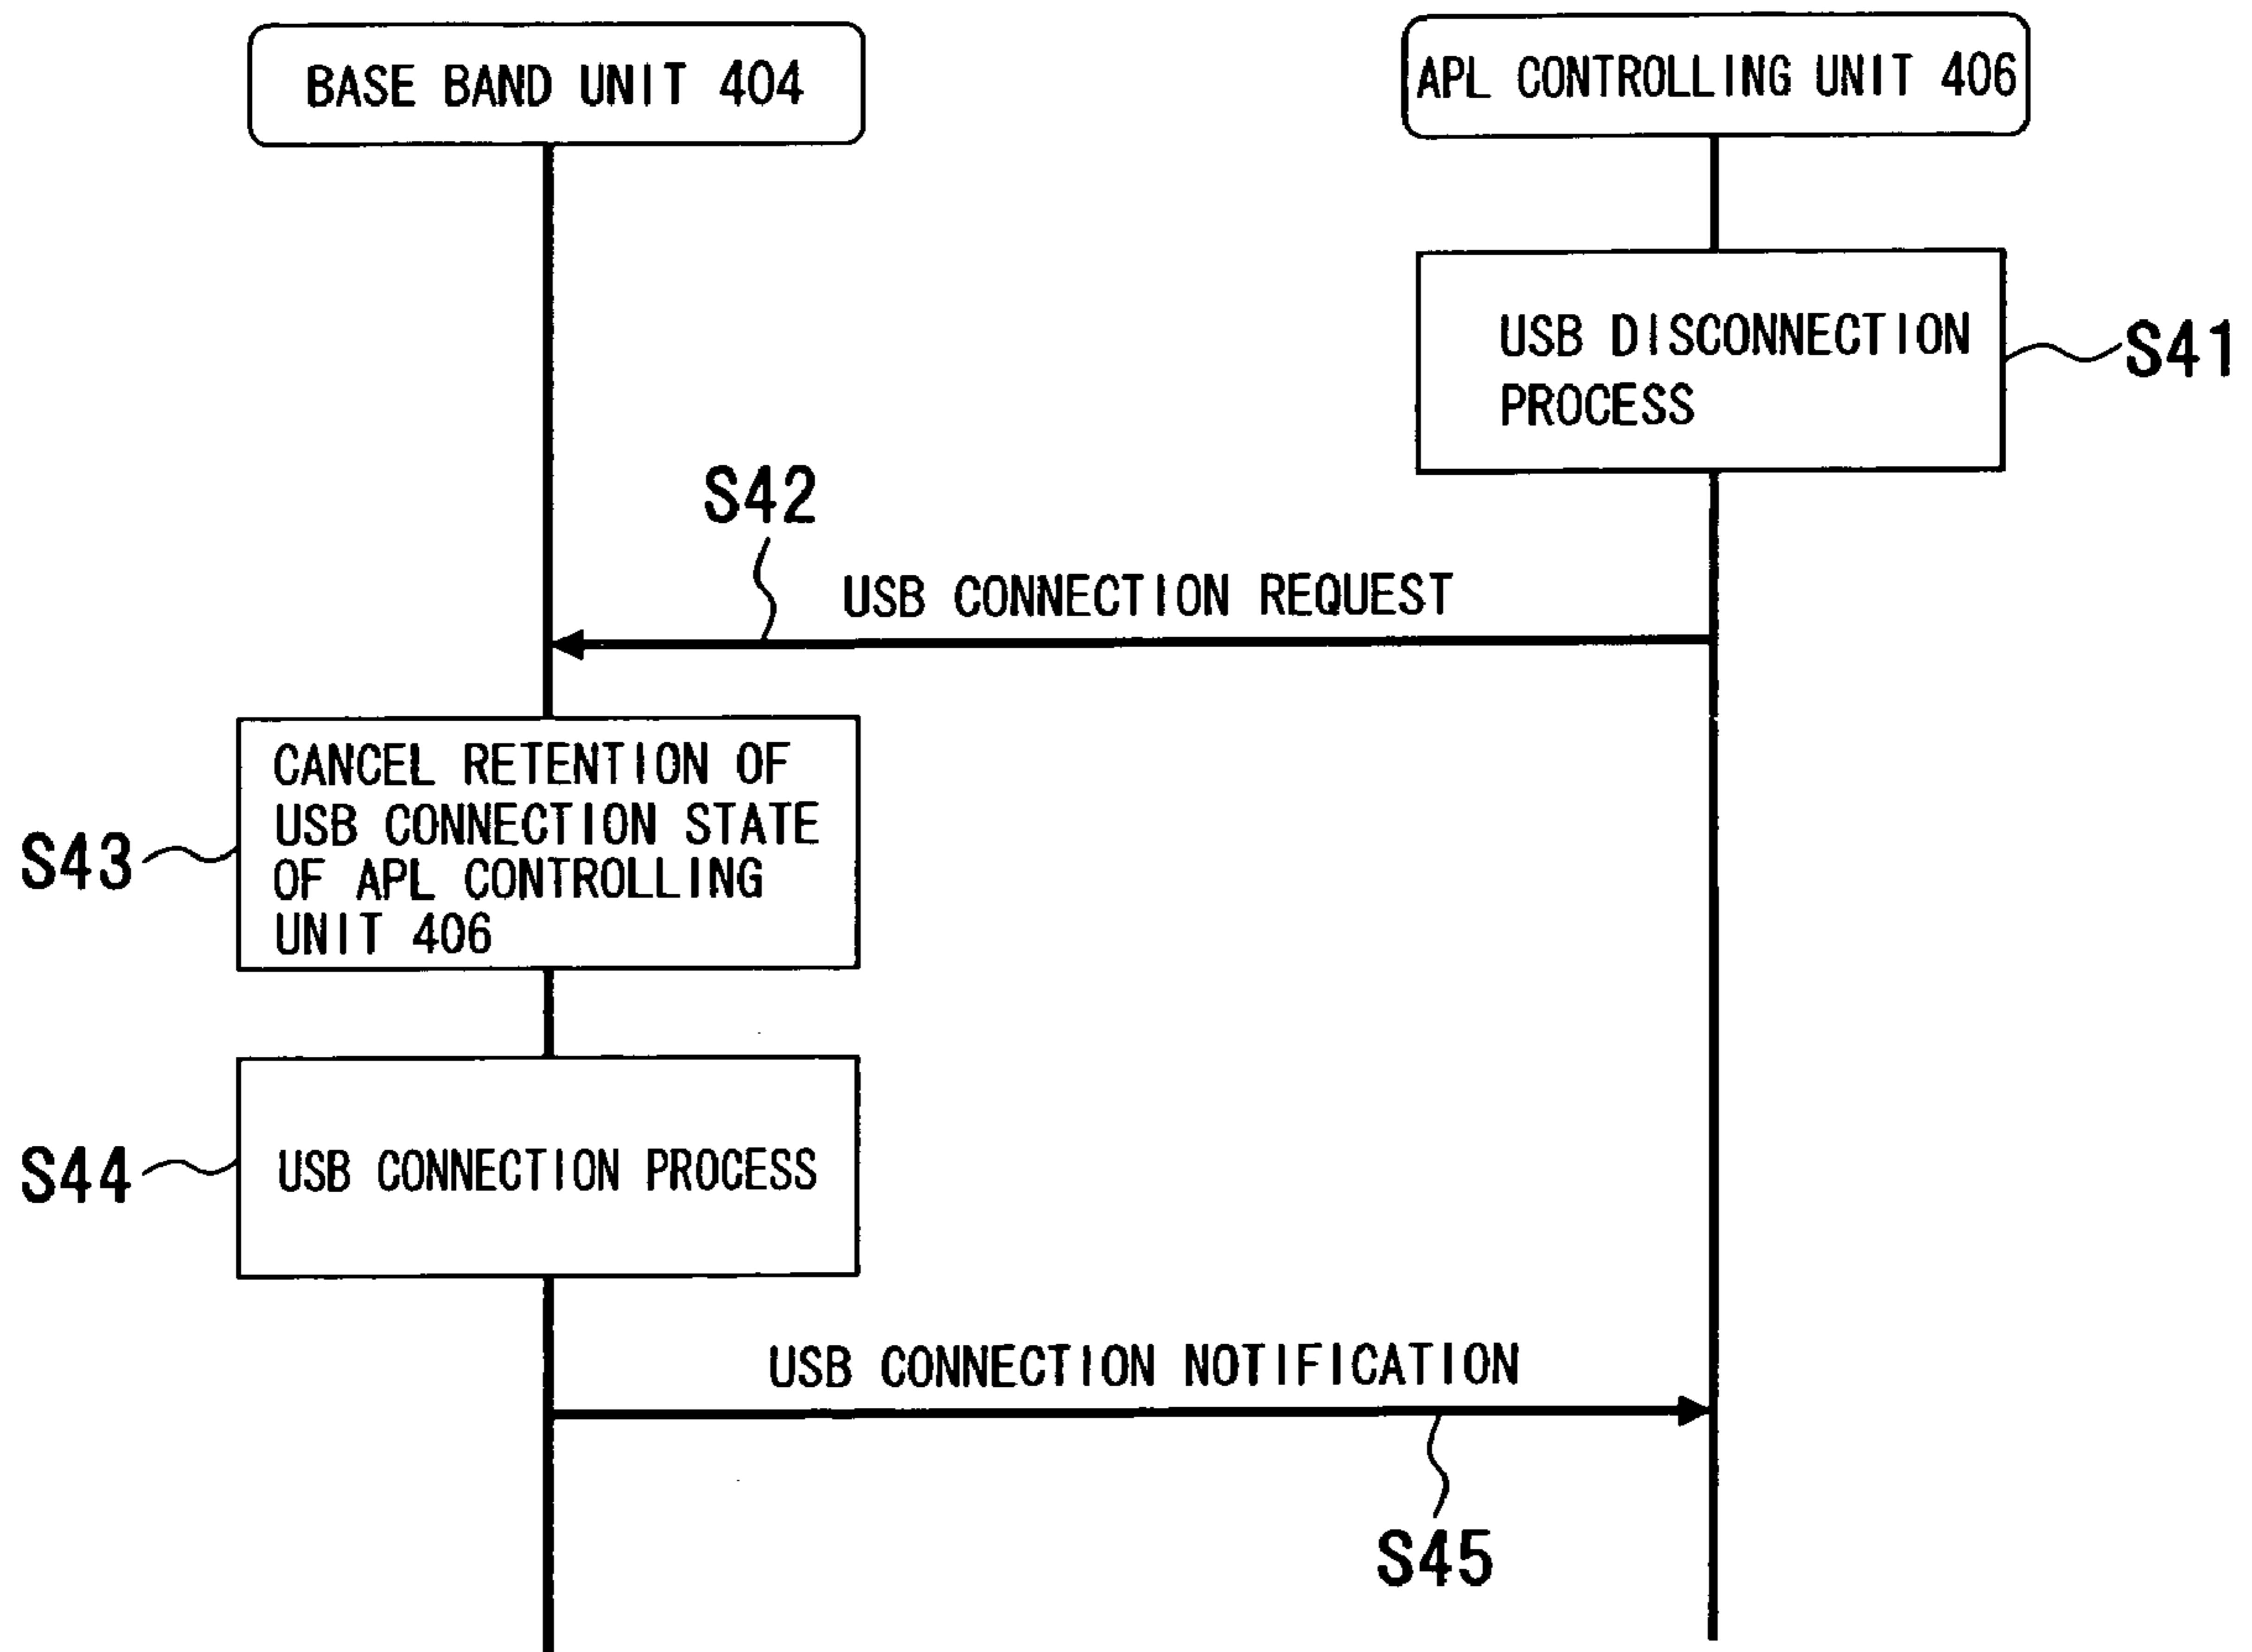 BASE BAND UNIT 404
APL CONTROLLING UNIT 406
USB DISCONNECTION
PROCESS
S41
S42
USB CONNECTION REQUEST
CANCEL RETENTION OF
USB CONNECTION STATE
OF APL CONTROLLING
UNIT 406
S43
USB CONNECTION PROCESS
S44
USB CONNECTION NOTIFICATION
S45